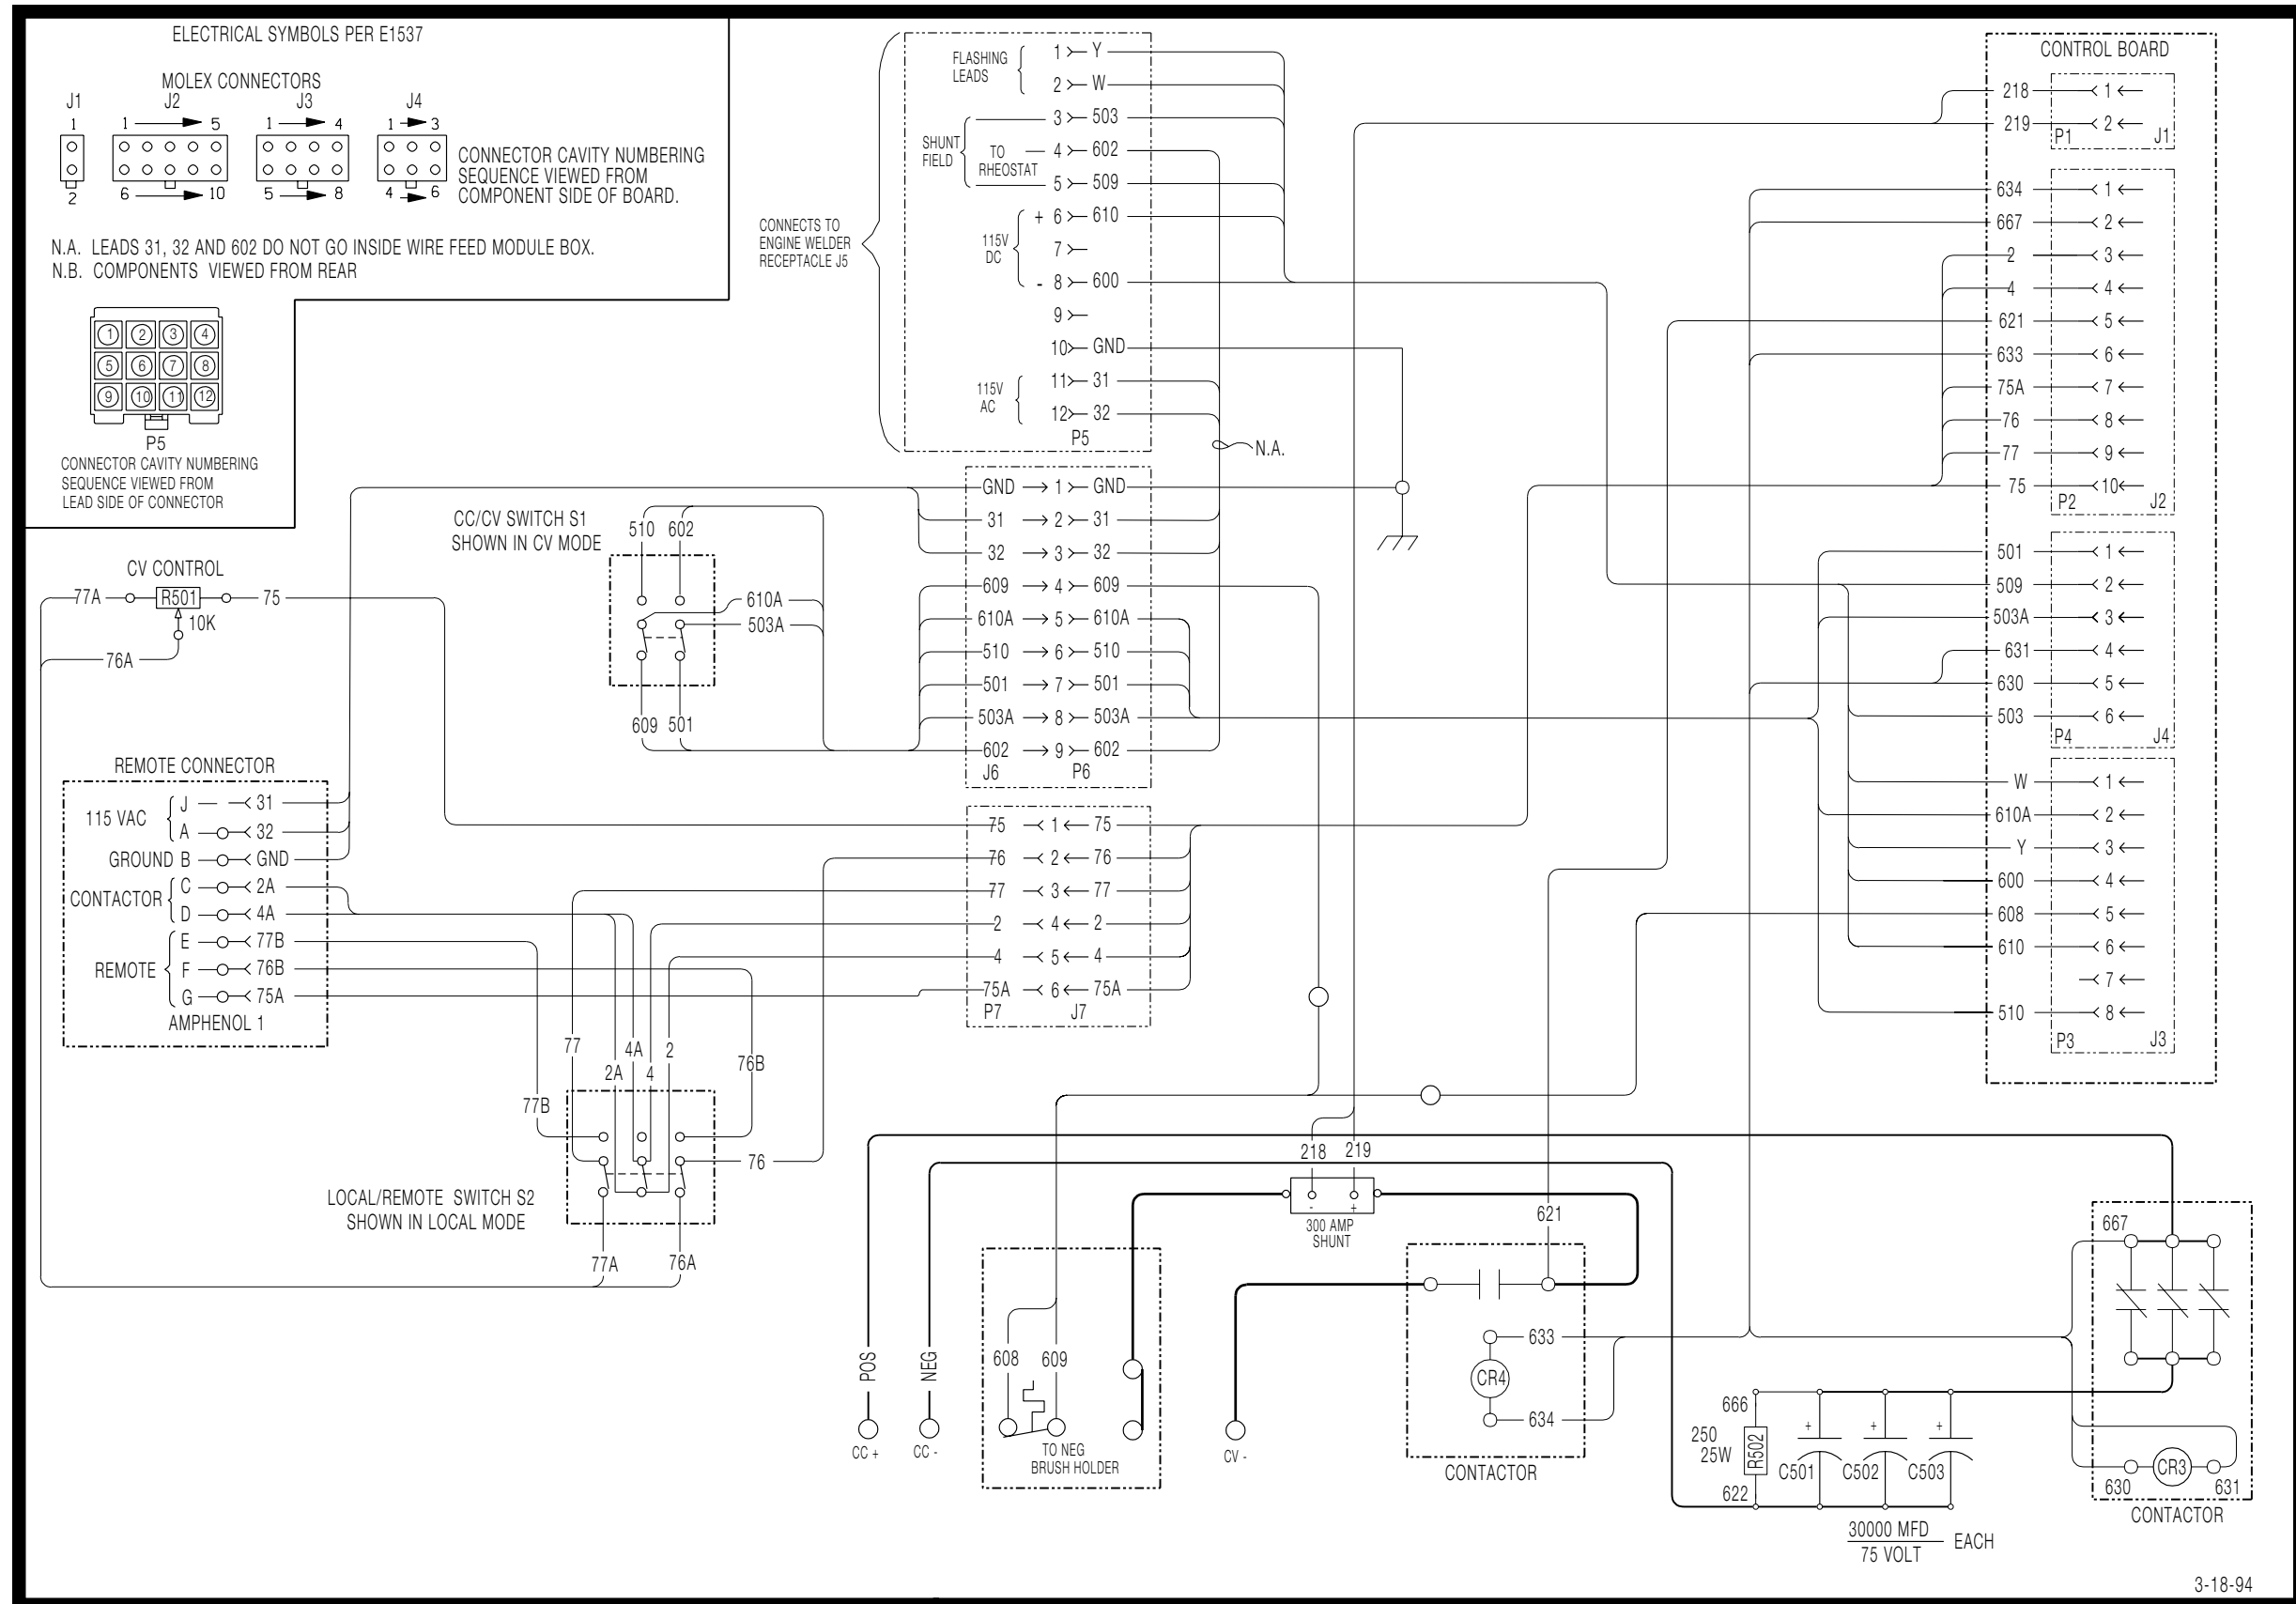 ELECTRICAL SYMBOLS PER E1537
MOLEX CONNECTORS
J1 J2 J3 J4
1 1 5 1 4 1 3
2 6 10 5 8 4 6
CONNECTOR CAVITY NUMBERING
SEQUENCE VIEWED FROM
COMPONENT SIDE OF BOARD.
N.A. LEADS 31, 32 AND 602 DO NOT GO INSIDE WIRE FEED MODULE BOX.
N.B. COMPONENTS VIEWED FROM REAR
1 2 3 4
5 6 7 8
9 10 11 12
P5
CONNECTOR CAVITY NUMBERING
SEQUENCE VIEWED FROM
LEAD SIDE OF CONNECTOR
CONNECTS TO
ENGINE WELDER
RECEPTACLE J5
FLASHING
LEADS
SHUNT
FIELD
TO
RHEOSTAT
115V
DC
+
-
115V
AC
1 Y
2 W
3 503
4 602
5 509
6 610
7
8 600
9
10 GND
11 31
12 32
P5
N.A.
CONTROL BOARD
218 1
219 2
P1 J1
634 1
667 2
2 3
4 4
621 5
633 6
75A 7
76 8
77 9
75 10
P2 J2
501 1
509 2
503A 3
631 4
630 5
503 6
P4 J4
W 1
610A 2
Y 3
600 4
608 5
610 6
7
510 8
P3 J3
GND 1 GND
31 2 31
32 3 32
609 4 609
610A 5 610A
510 6 510
501 7 501
503A 8 503A
602 9 602
J6 P6
75 1 75
76 2 76
77 3 77
2 4 2
4 5 4
75A 6 75A
P7 J7
CC/CV SWITCH S1
SHOWN IN CV MODE
510 602
610A
503A
609 501
CV CONTROL
77A R501 75
10K
76A
REMOTE CONNECTOR
115 VAC
J 31
A 32
GROUND B GND
CONTACTOR
C 2A
D 4A
REMOTE
E 77B
F 76B
G 75A
AMPHENOL 1
77 4A 2
2A 4
76B
77B
76
LOCAL/REMOTE SWITCH S2
SHOWN IN LOCAL MODE
77A 76A
POS
NEG
CC +
CC -
608 609
TO NEG
BRUSH HOLDER
218 219
- +
300 AMP
SHUNT
CV -
621
633
CR4
634
CONTACTOR
666
250
25W
R502
622
+ + +
C501 C502 C503
30000 MFD
75 VOLT
EACH
667
CR3
630 631
CONTACTOR
3-18-94